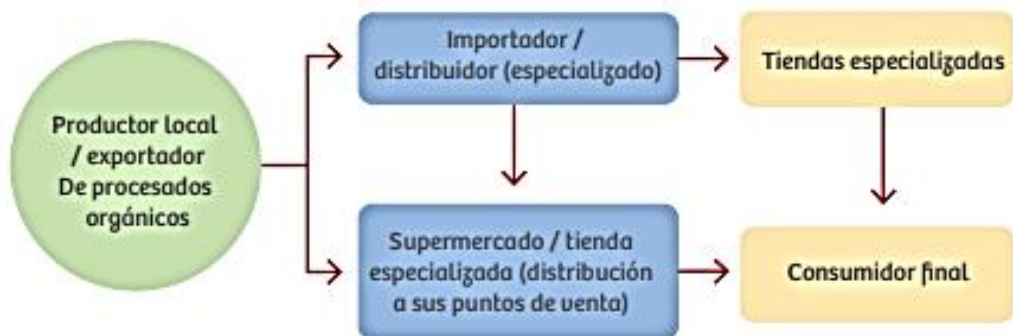 Productor local
/ exportador
De procesados
orgánicos
Importador /
distribuidor (especializado)
Tiendas especializadas
Supermercado / tienda
especializada (distribución
a sus puntos de venta)
Consumidor final